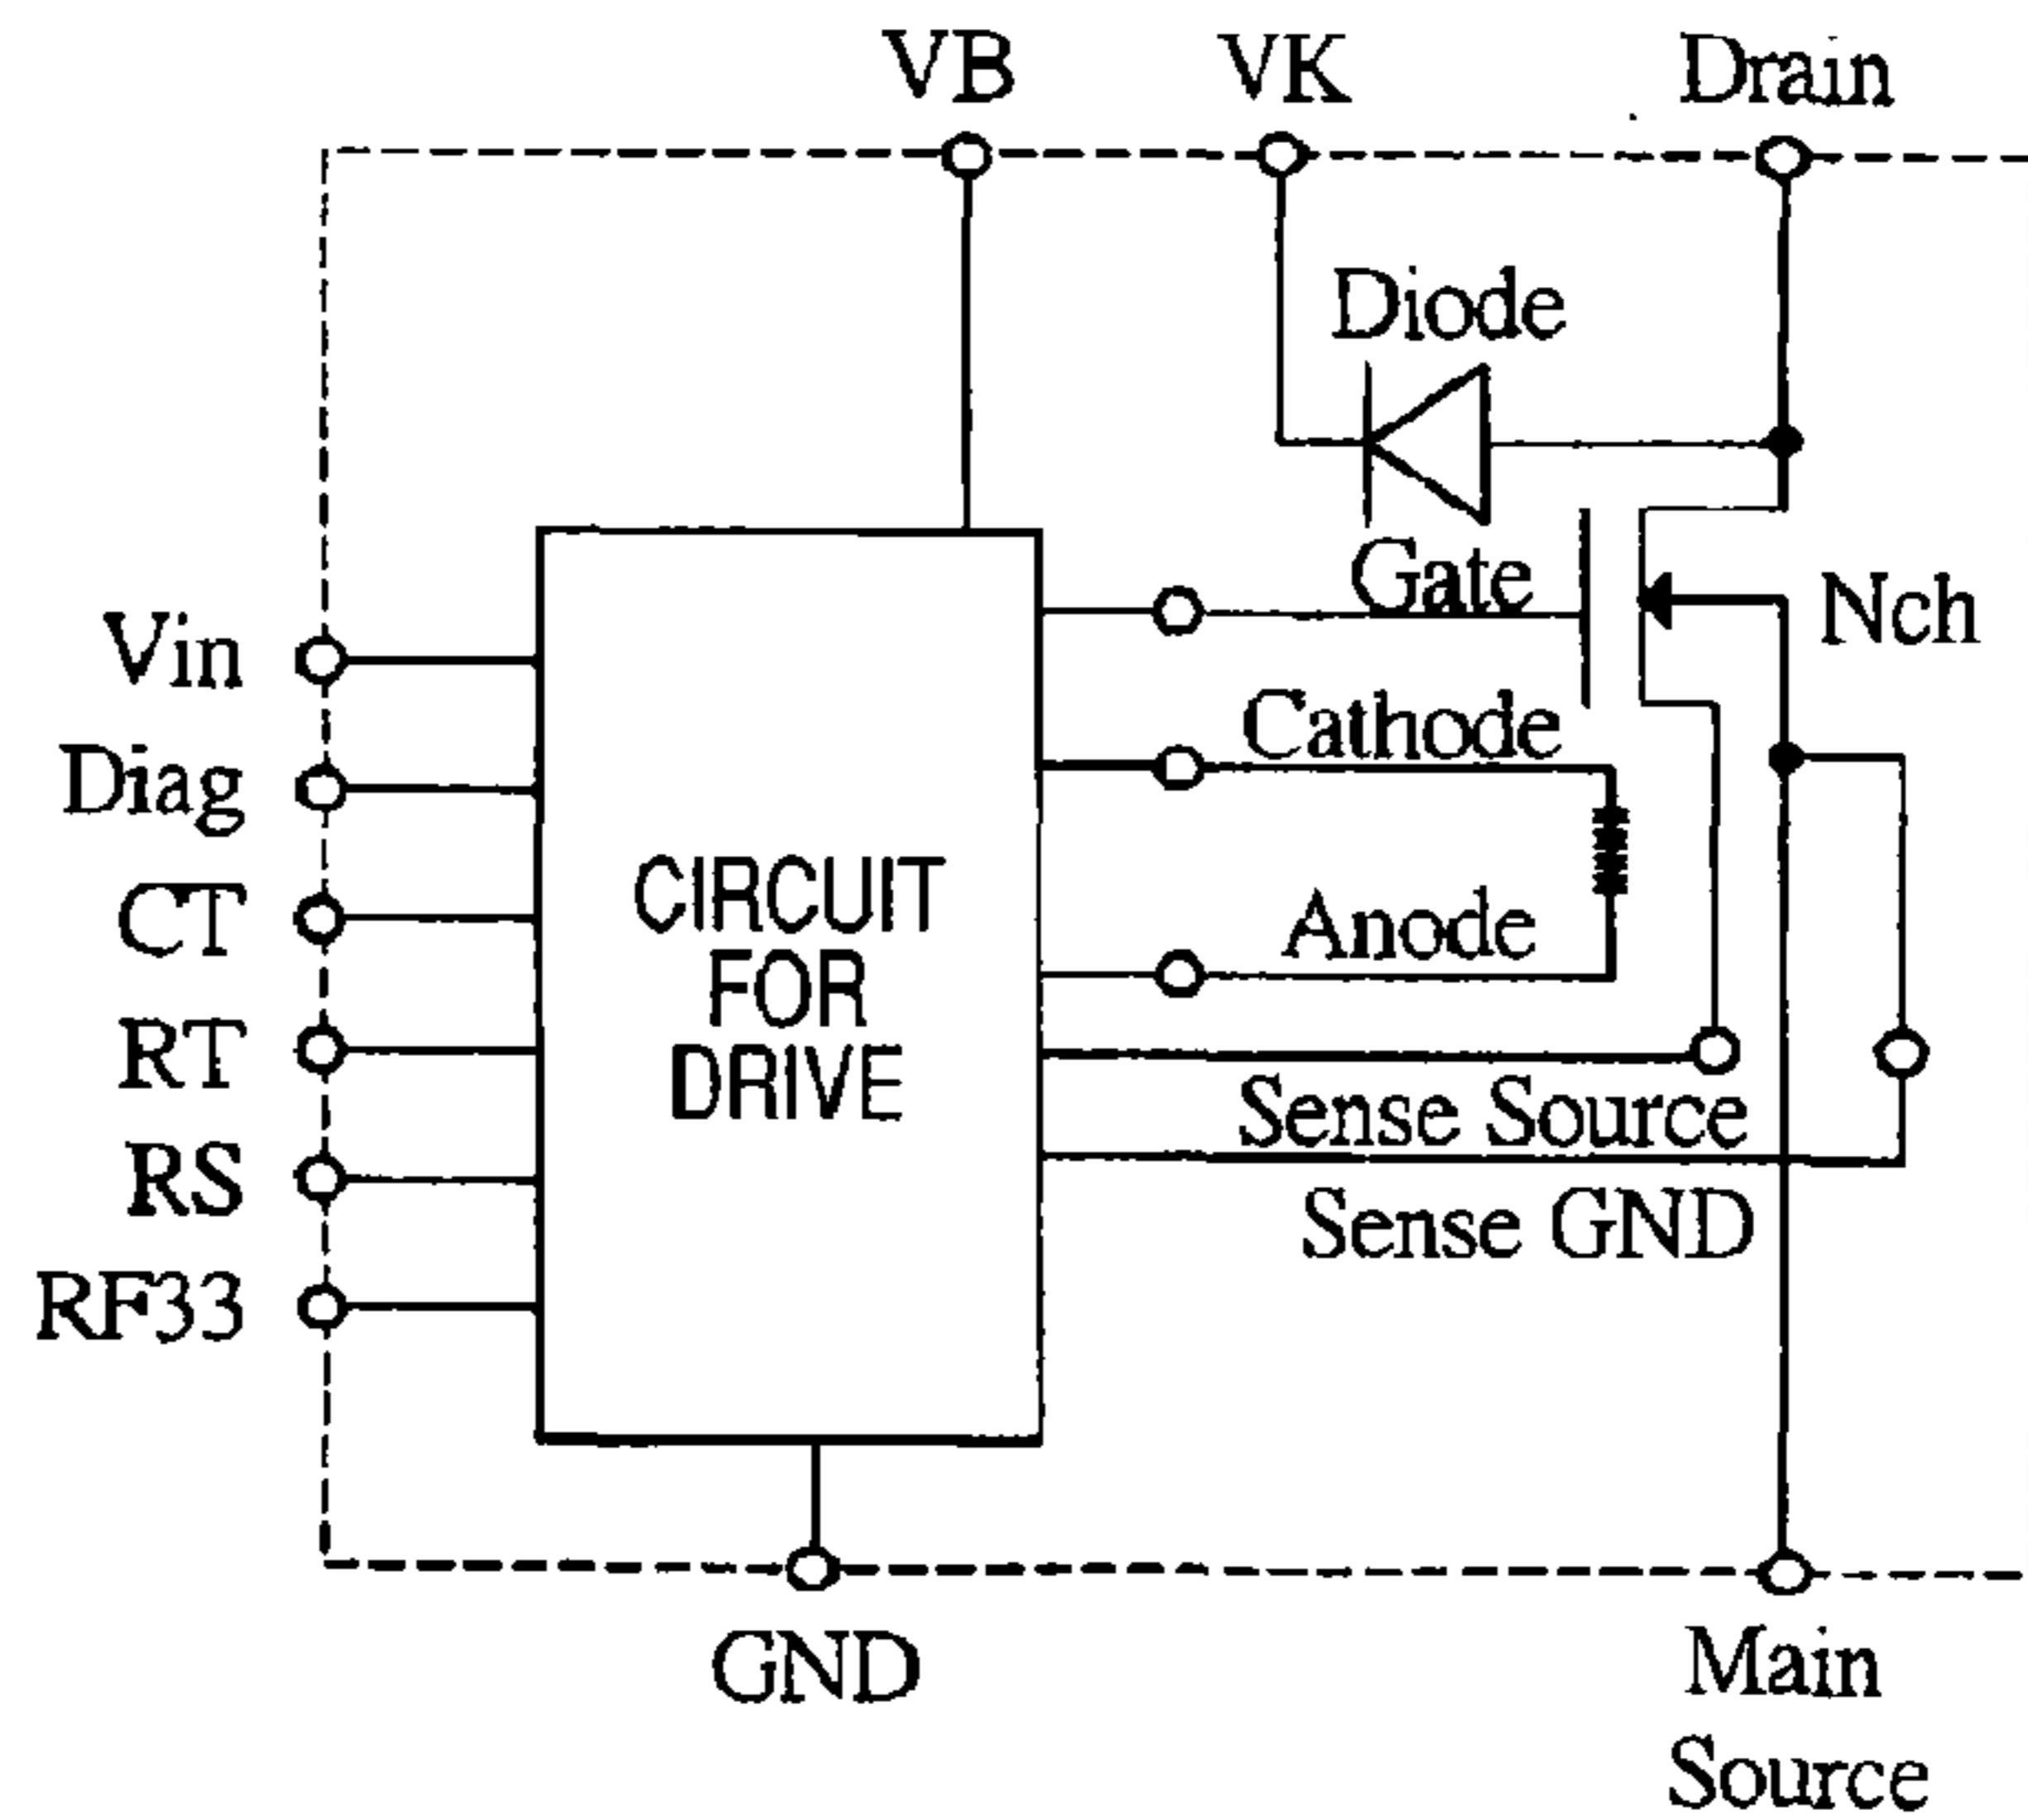 VB
VK
Drain
Diode
Gate
Nch
Vin
Cathode
Diag
CIRCUIT
FOR
DRIVE
CT
Anode
RT
Sense Source
RS
Sense GND
RF33
GND
Main
Source